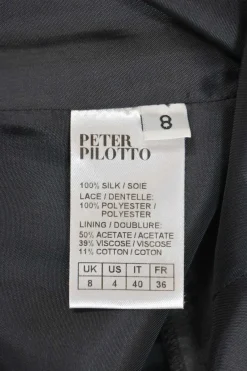 8
PETER
PILOTTO
100% SILK / SOIE
LACE / DENTELLE:
100% POLYESTER /
POLYESTER
LINING / DOUBLURE:
50% ACETATE / ACETATE
39% VISCOSE / VISCOSE
11% COTTON / COTON
UK US IT FR
8 4 40 36